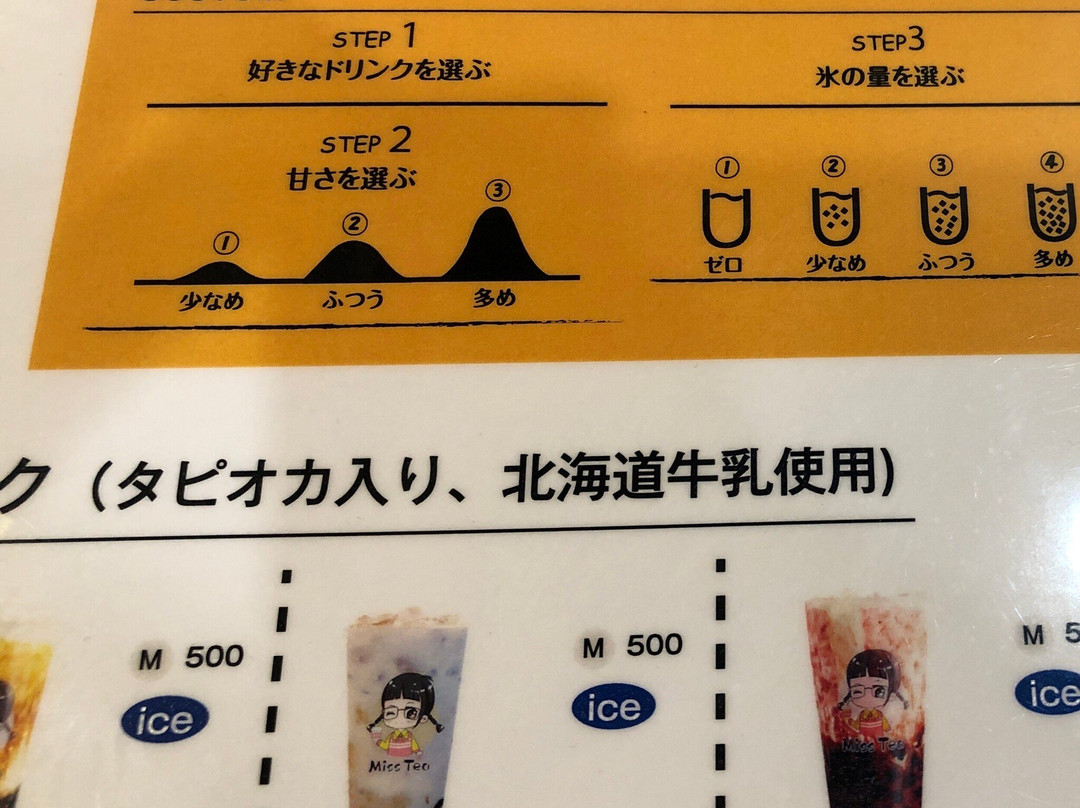 STEP 1
好きなドリンクを選ぶ
STEP 2
甘さを選ぶ
① ② ③
少なめ ふつう 多め
STEP3
氷の量を選ぶ
① ② ③ ④
ゼロ 少なめ ふつう 多め
ク（タピオカ入り、北海道牛乳使用)
M 500
ice
M 500
ice
M 5
ice
Miss Tea
Miss Tea